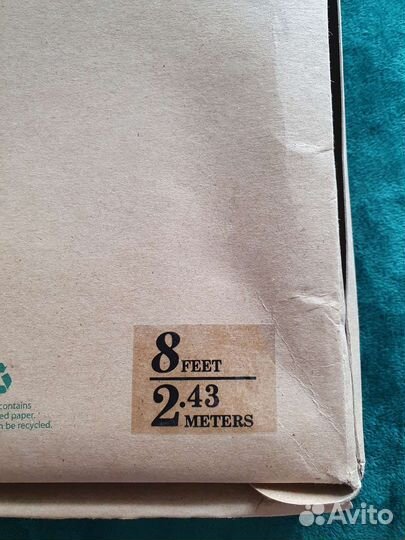 8 FEET
2.43 METERS
contains
ed paper.
n be recycled.
Avito